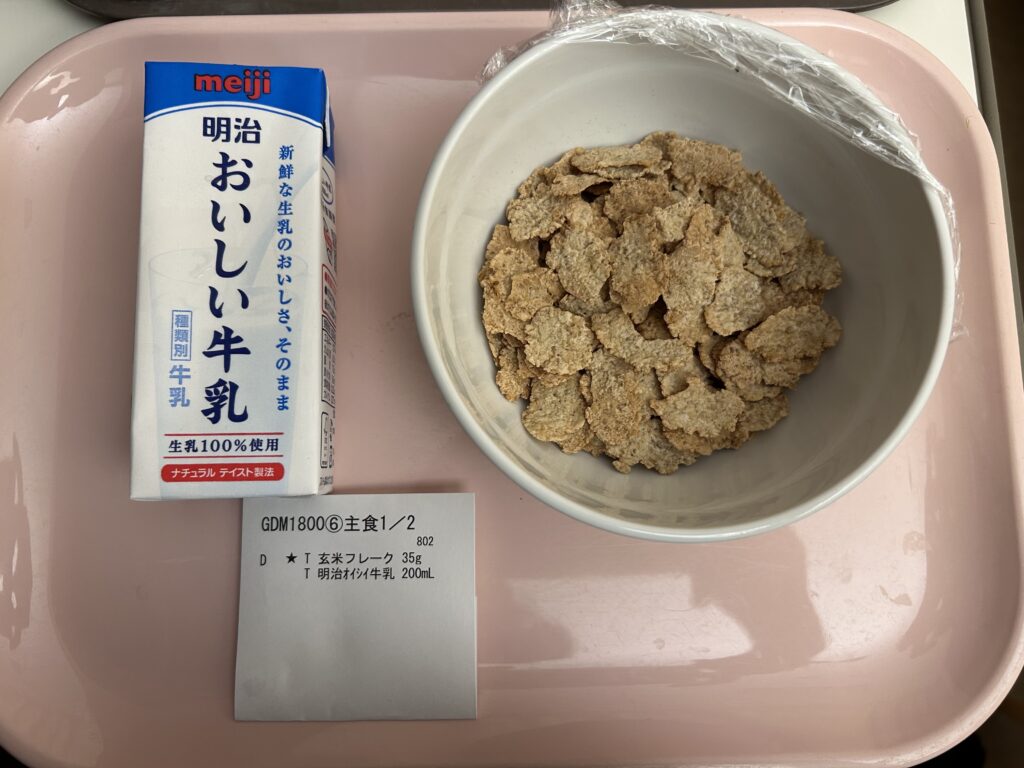 meiji
明治
おいしい牛乳
新鮮な生乳のおいしさ、そのまま
種類別
牛乳
生乳100%使用
ナチュラル テイスト製法
GDM1800⑥主食1／2
802
D ★ T 玄米フレーク 35g
T 明治ｵｲｼｲ牛乳 200mL